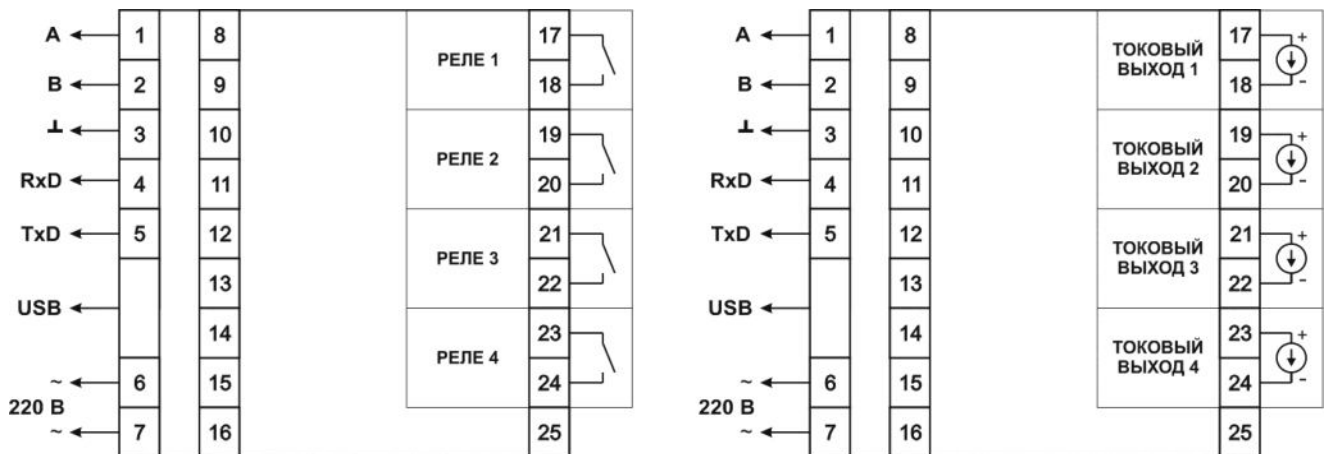 A 1 8 РЕЛЕ 1 17
B 2 9 18
⊥ 3 10 РЕЛЕ 2 19
RxD 4 11 20
TxD 5 12 РЕЛЕ 3 21
13 22
USB
14 РЕЛЕ 4 23
~ 6 15 24
220 В
~ 7 16 25
A 1 8 ТОКОВЫЙ 17 +
B 2 9 ВЫХОД 1 18 -
⊥ 3 10 ТОКОВЫЙ 19 +
RxD 4 11 ВЫХОД 2 20 -
TxD 5 12 ТОКОВЫЙ 21 +
13 ВЫХОД 3 22 -
USB
14 ТОКОВЫЙ 23 +
~ 6 15 ВЫХОД 4 24 -
220 В
~ 7 16 25